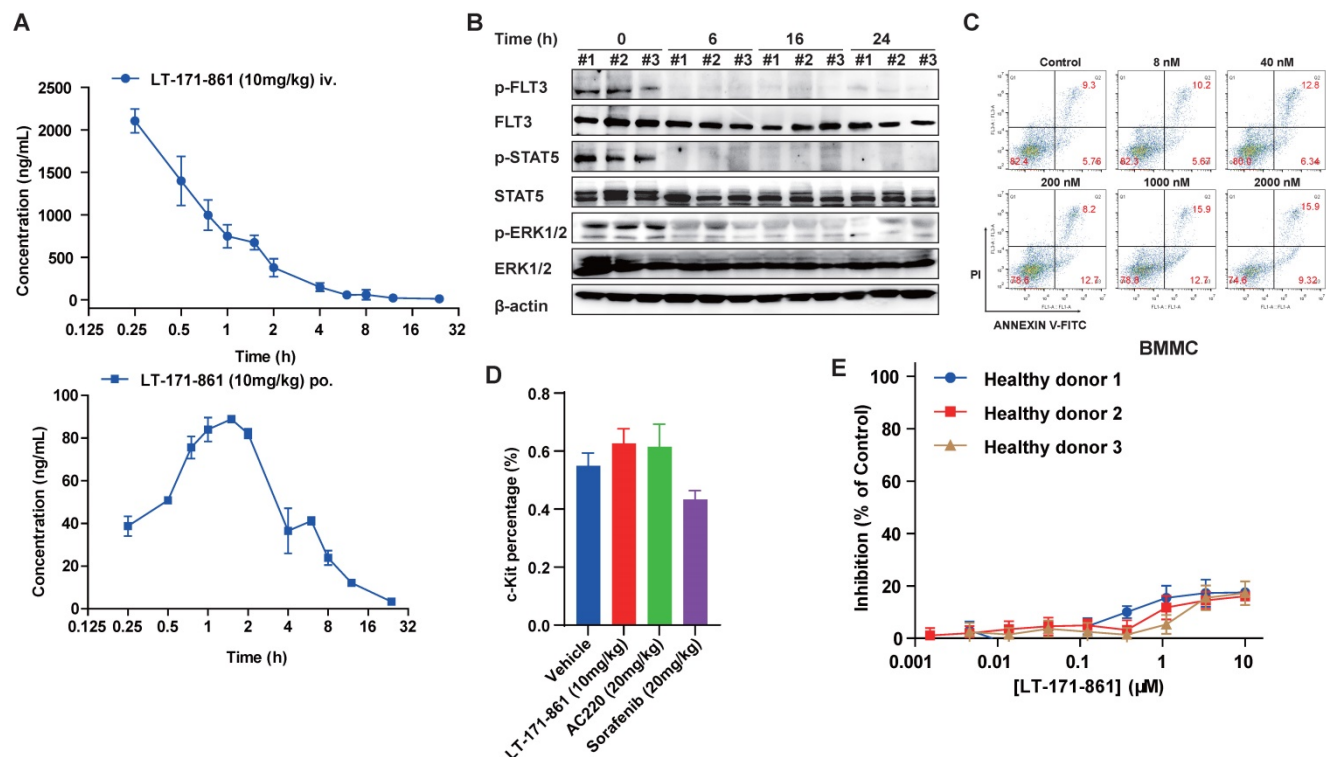 A
LT-171-861 (10mg/kg) iv.
Concentration (ng/mL)
2500
2000
1500
1000
500
0
0.125 0.25 0.5 1 2 4 8 16 32
Time (h)
LT-171-861 (10mg/kg) po.
Concentration (ng/mL)
100
80
60
40
20
0
0.125 0.25 0.5 1 2 4 8 16 32
Time (h)
B
Time (h) 0 6 16 24
#1 #2 #3 #1 #2 #3 #1 #2 #3 #1 #2 #3
p-FLT3
FLT3
p-STAT5
STAT5
p-ERK1/2
ERK1/2
β-actin
C
Control 8 nM 40 nM
9.3 10.2 12.8
82.4 5.76 82.3 5.67 6.34
200 nM 1000 nM 2000 nM
8.2 15.9 15.9
78.6 12.7 78.8 12.7 74.6 9.32
PI
ANNEXIN V-FITC
D
c-Kit percentage (%)
0.8
0.6
0.4
0.2
0.0
Vehicle
LT-171-861 (10mg/kg)
AC220 (20mg/kg)
Sorafenib (20mg/kg)
BMMC
E
Healthy donor 1
Healthy donor 2
Healthy donor 3
Inhibition (% of Control)
100
80
60
40
20
0
0.001 0.01 0.1 1 10
[LT-171-861] (μM)